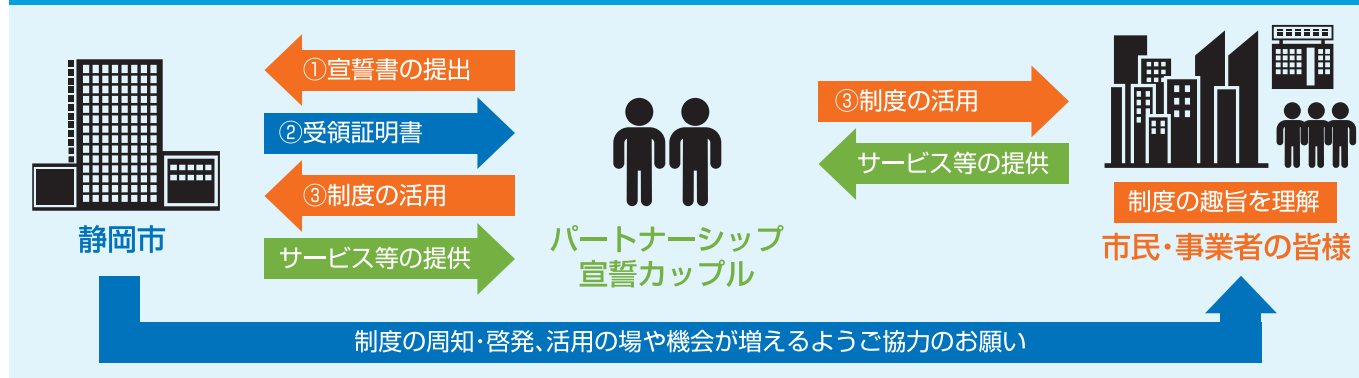 ①宣誓書の提出
②受領証明書
③制度の活用
サービス等の提供
静岡市
パートナーシップ
宣誓カップル
③制度の活用
サービス等の提供
制度の趣旨を理解
市民・事業者の皆様
制度の周知・啓発、活用の場や機会が増えるようご協力のお願い